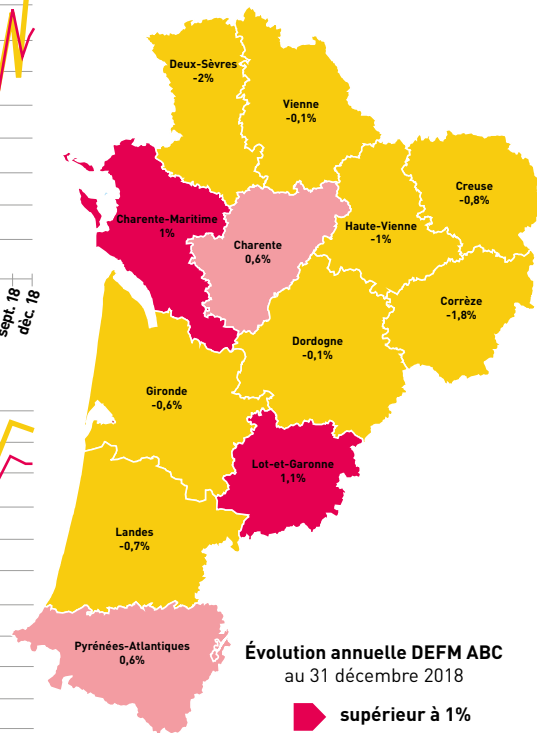 Deux-Sèvres
-2%
Vienne
-0,1%
Creuse
-0,8%
Charente-Maritime
1%
Haute-Vienne
-1%
Charente
0,6%
sept. 18
déc. 18
Corrèze
-1,8%
Dordogne
-0,1%
Gironde
-0,6%
Lot-et-Garonne
1,1%
Landes
-0,7%
Pyrénées-Atlantiques
0,6%
Évolution annuelle DEFM ABC
au 31 décembre 2018
supérieur à 1%